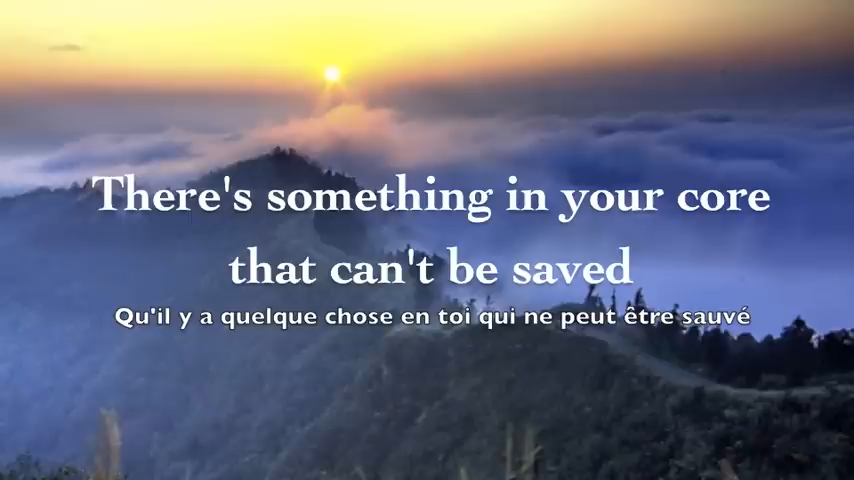 There's something in your core
that can't be saved
Qu'il y a quelque chose en toi qui ne peut être sauvé